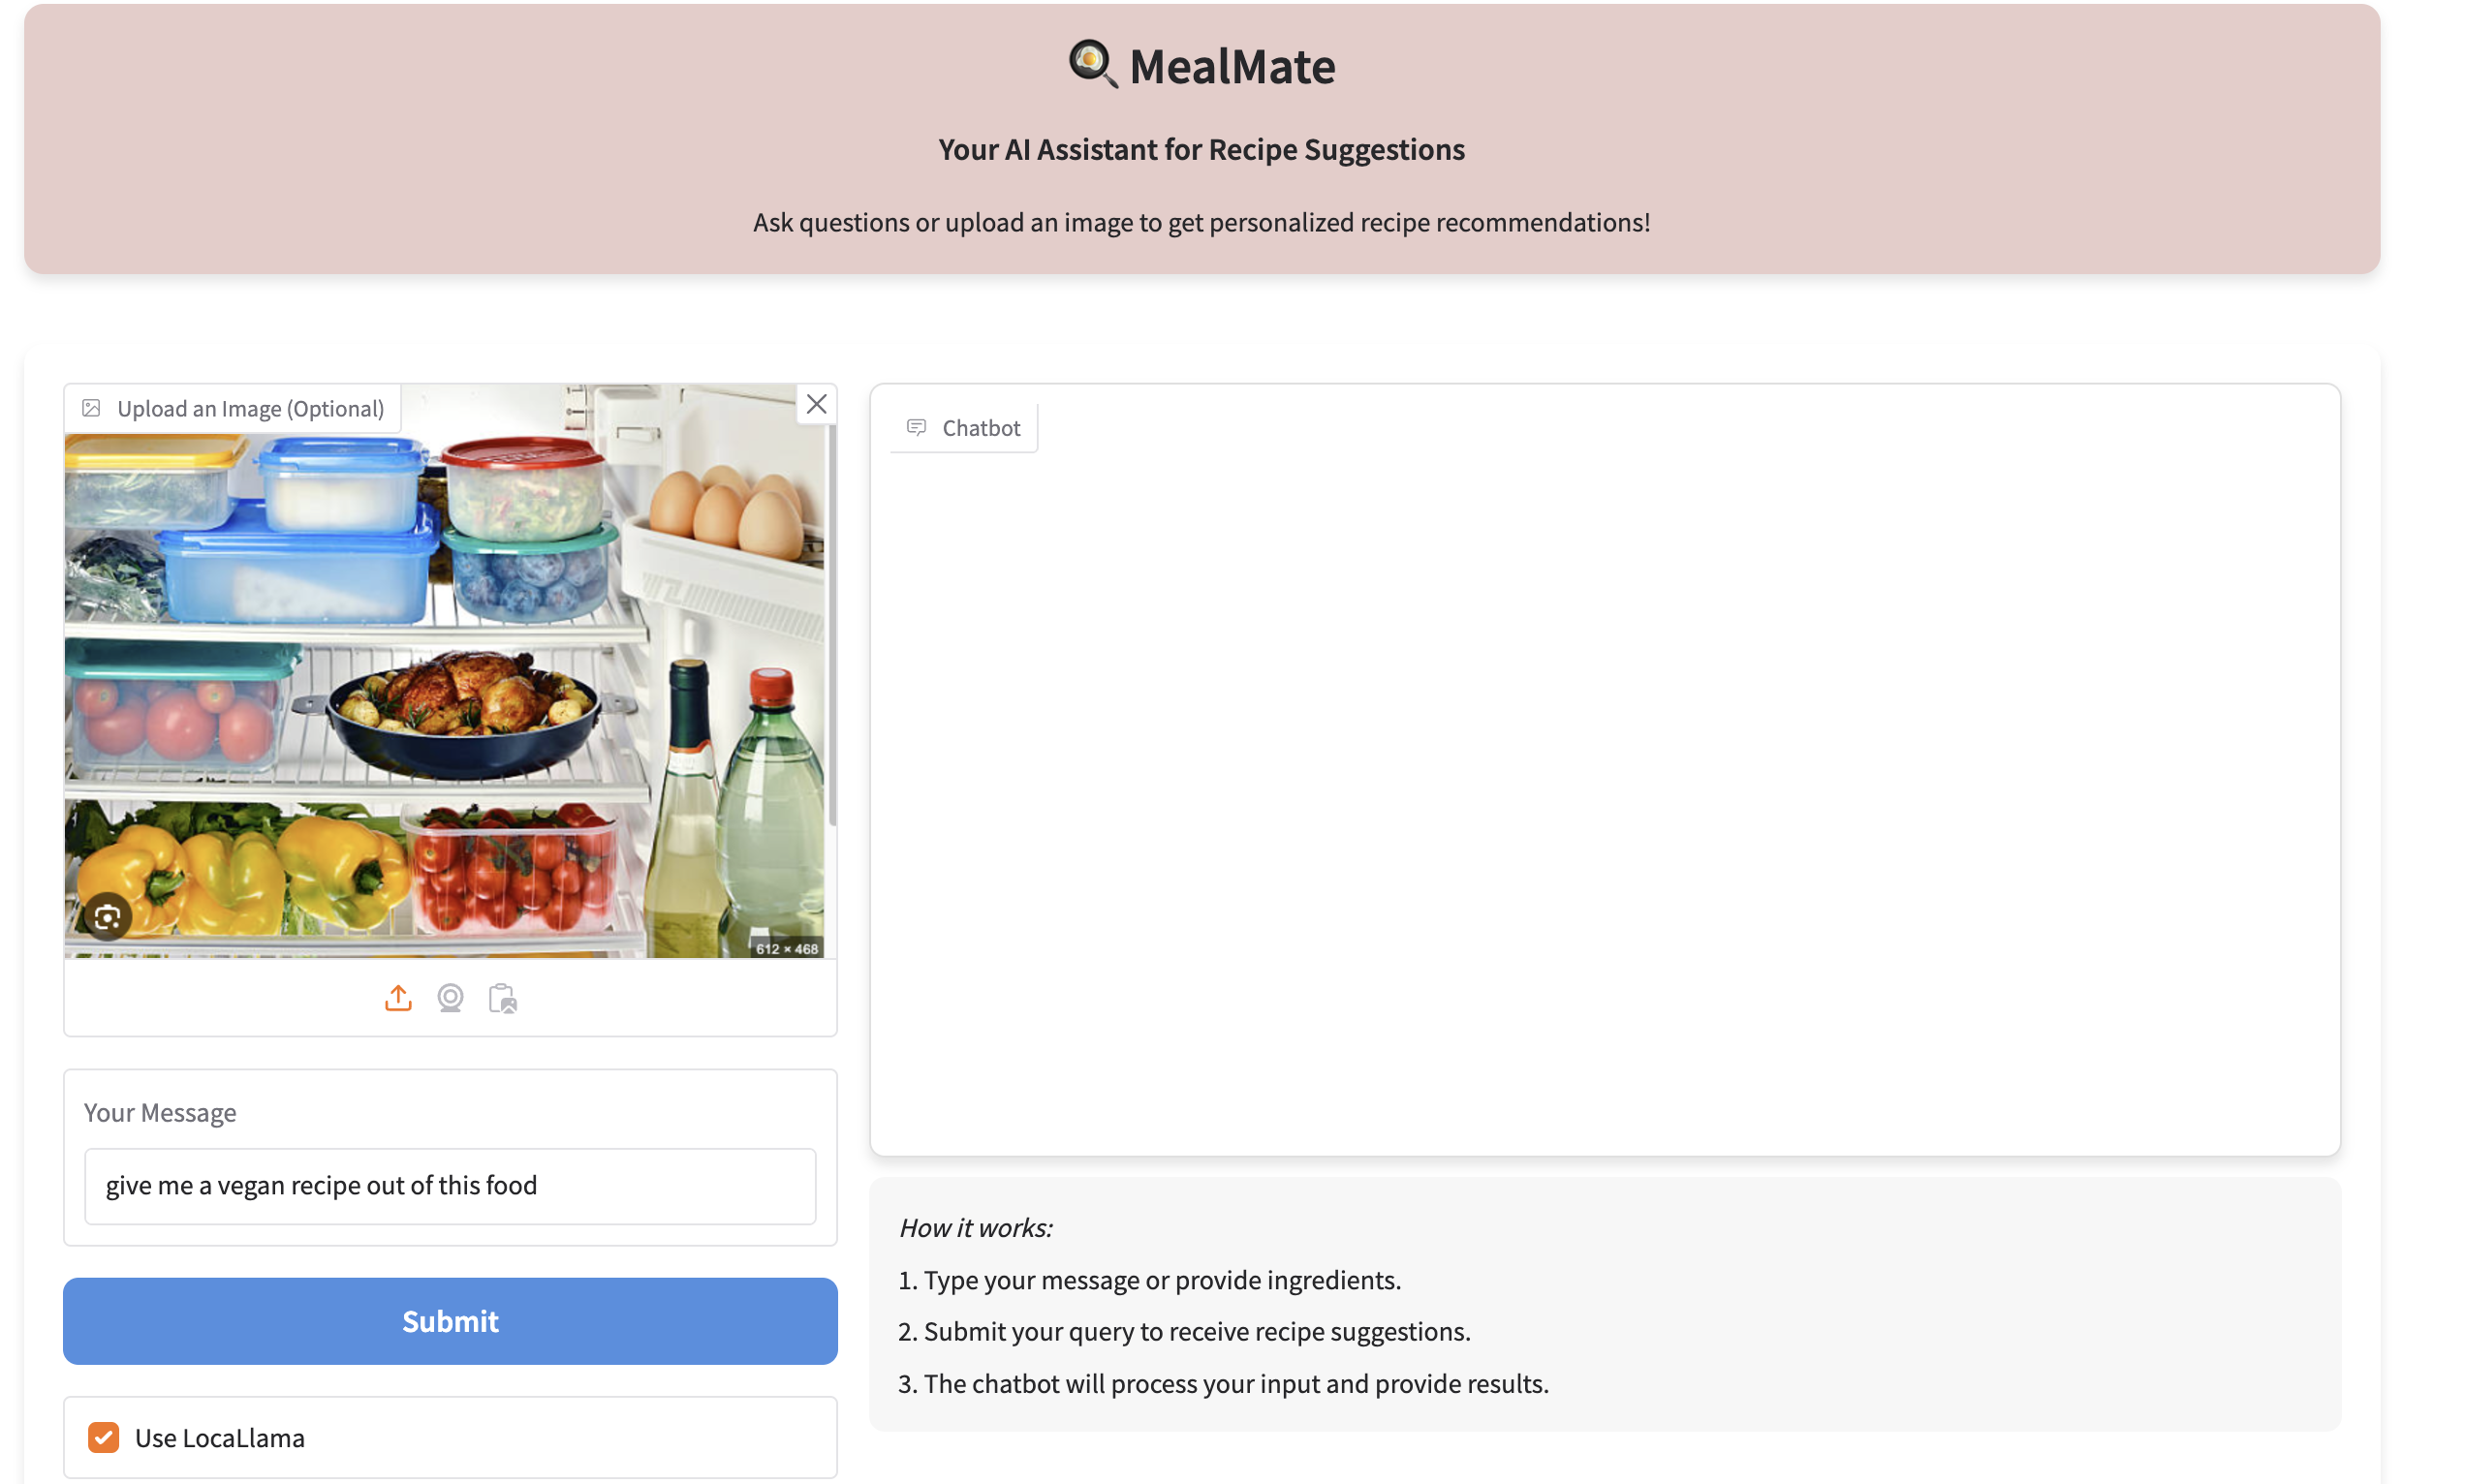 MealMate
Your AI Assistant for Recipe Suggestions
Ask questions or upload an image to get personalized recipe recommendations!
Upload an Image (Optional)
612 × 468
Your Message
give me a vegan recipe out of this food
Submit
Use LocaLlama
Chatbot
How it works:
1. Type your message or provide ingredients.
2. Submit your query to receive recipe suggestions.
3. The chatbot will process your input and provide results.